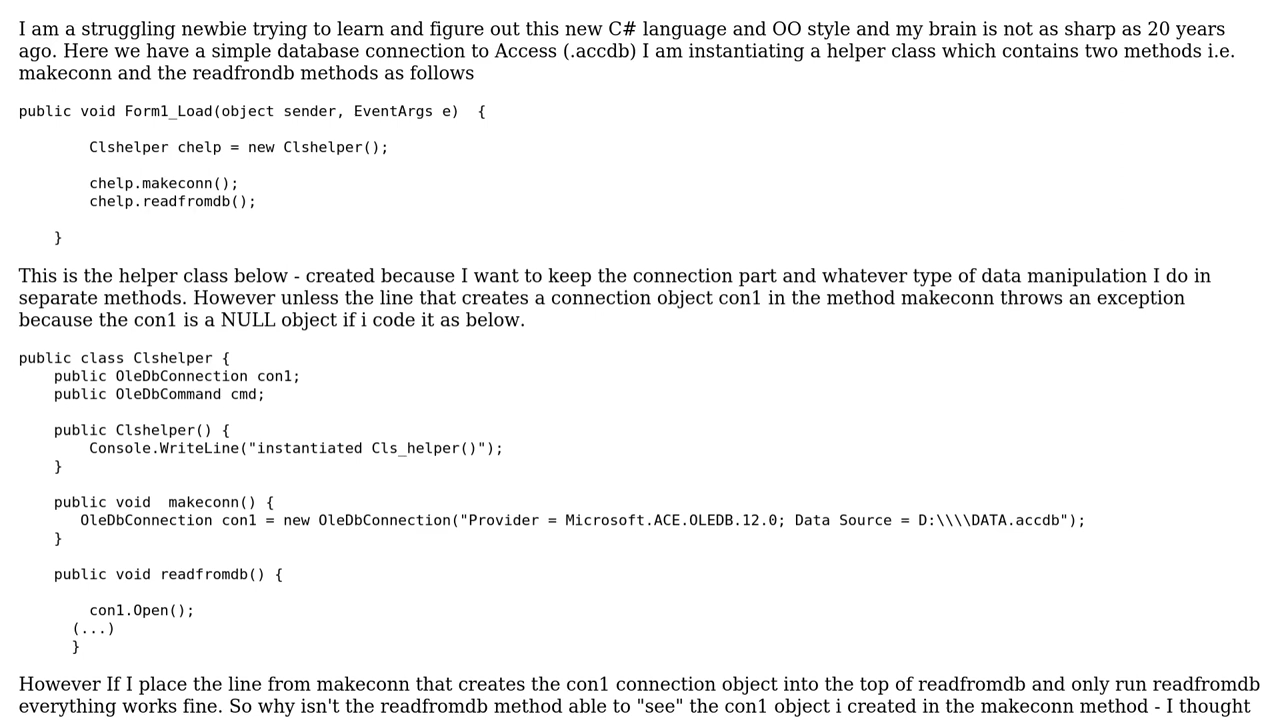 I am a struggling newbie trying to learn and figure out this new C# language and OO style and my brain is not as sharp as 20 years
ago. Here we have a simple database connection to Access (.accdb) I am instantiating a helper class which contains two methods i.e.
makeconn and the readfrondb methods as follows
public void Form1_Load(object sender, EventArgs e)  {
Clshelper chelp = new Clshelper();
chelp.makeconn();
chelp.readfromdb();
}
This is the helper class below - created because I want to keep the connection part and whatever type of data manipulation I do in
separate methods. However unless the line that creates a connection object con1 in the method makeconn throws an exception
because the con1 is a NULL object if i code it as below.
public class Clshelper {
public OleDbConnection con1;
public OleDbCommand cmd;
public Clshelper() {
Console.WriteLine("instantiated Cls_helper()");
}
public void  makeconn() {
OleDbConnection con1 = new OleDbConnection("Provider = Microsoft.ACE.OLEDB.12.0; Data Source = D:\\\\DATA.accdb");
}
public void readfromdb() {
con1.Open();
(...)
}
However If I place the line from makeconn that creates the con1 connection object into the top of readfromdb and only run readfromdb
everything works fine. So why isn't the readfromdb method able to "see" the con1 object i created in the makeconn method - I thought